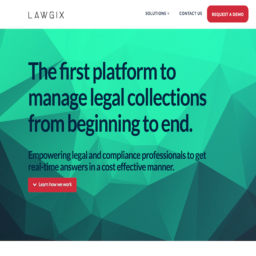 LAWGIX
SOLUTIONS
CONTACT US
REQUEST A DEMO
The first platform to
manage legal collections
from beginning to end.
Empowering legal and compliance professionals to get
real-time answers in a cost effective manner.
Learn how we work